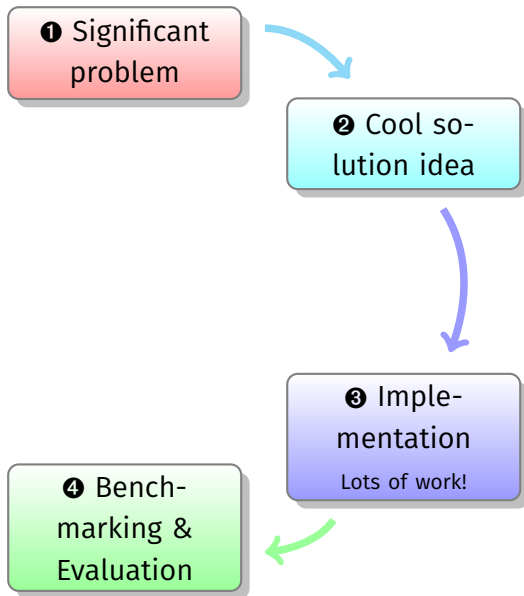 ❶ Significant
problem
❷ Cool so-
lution idea
❸ Imple-
mentation
Lots of work!
❹ Bench-
marking &
Evaluation